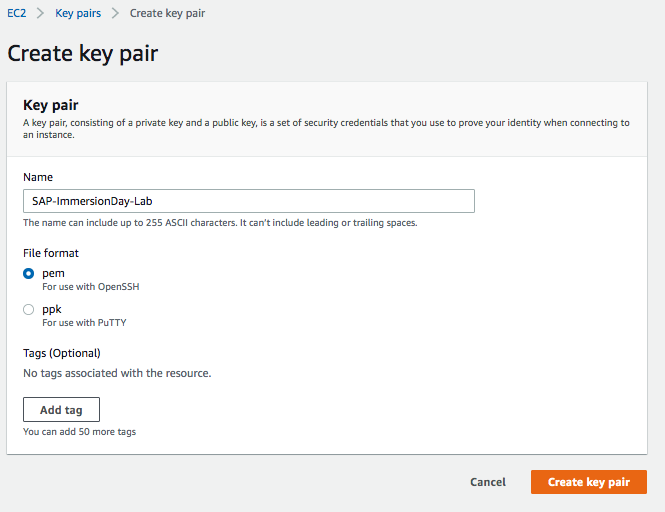 EC2 > Key pairs > Create key pair
Create key pair
Key pair
A key pair, consisting of a private key and a public key, is a set of security credentials that you use to prove your identity when connecting to
an instance.
Name
SAP-ImmersionDay-Lab
The name can include up to 255 ASCII characters. It can't include leading or trailing spaces.
File format
pem
For use with OpenSSH
ppk
For use with PuTTY
Tags (Optional)
No tags associated with the resource.
Add tag
You can add 50 more tags
Cancel
Create key pair